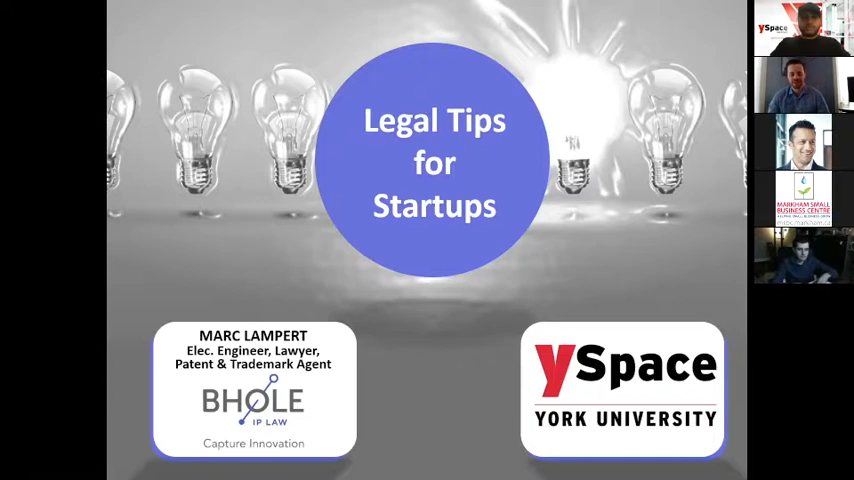 Legal Tips
for
Startups
MARC LAMPERT
Elec. Engineer, Lawyer,
Patent & Trademark Agent
BHOLE
IP LAW
Capture Innovation
ySpace
YORK UNIVERSITY
ySpace
MARKHAM SMALL
BUSINESS CENTRE